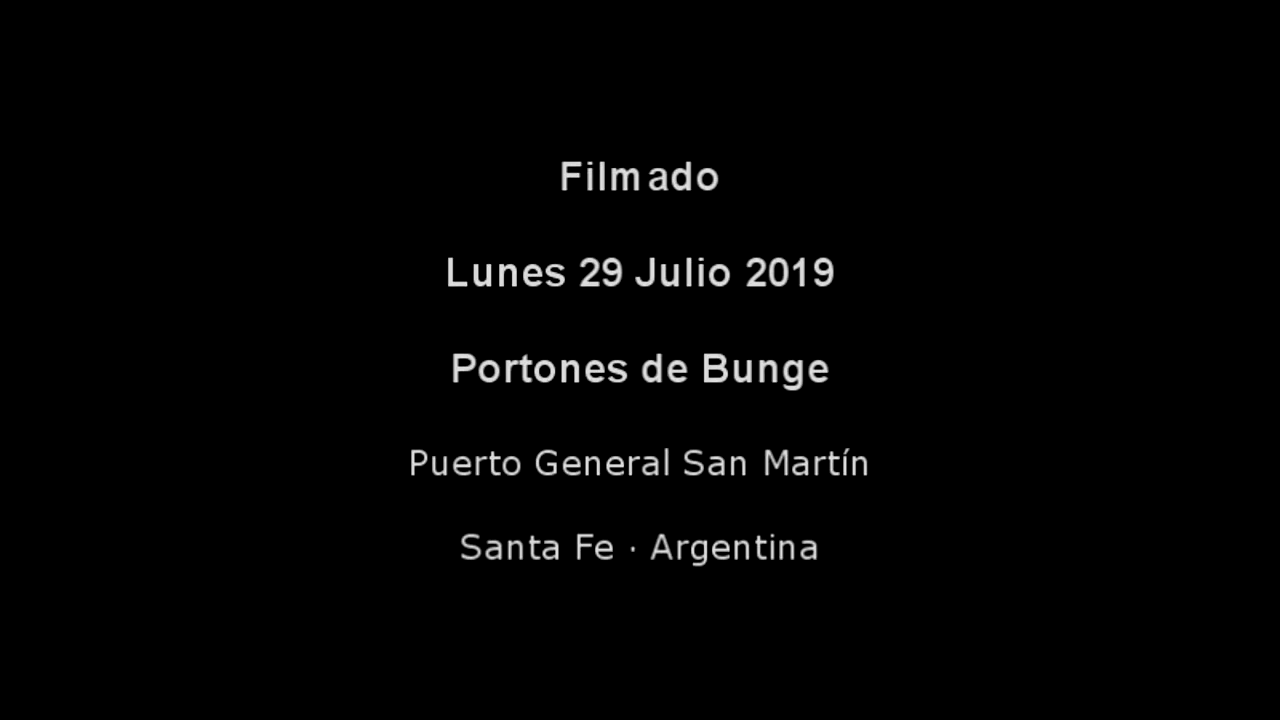 Filmado
Lunes 29 Julio 2019
Portones de Bunge
Puerto General San Martín
Santa Fe · Argentina